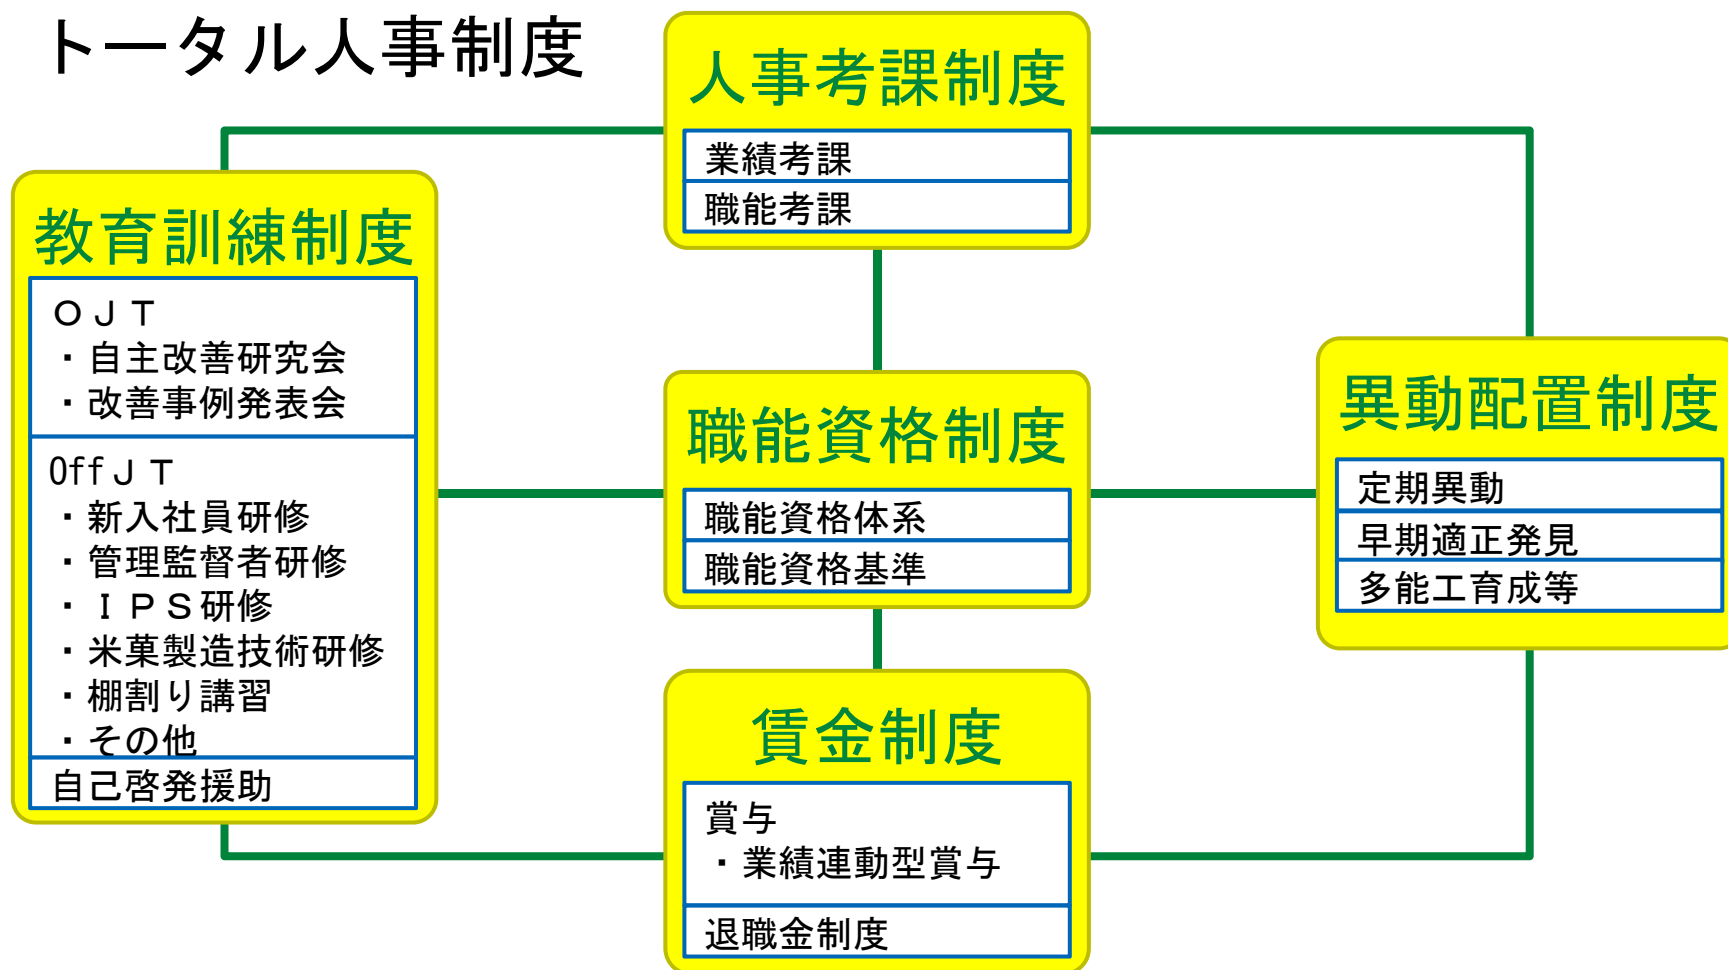 トータル人事制度
人事考課制度
業績考課
職能考課
教育訓練制度
ＯＪＴ
・自主改善研究会
・改善事例発表会
OffＪＴ
・新入社員研修
・管理監督者研修
・ＩＰＳ研修
・米菓製造技術研修
・棚割り講習
・その他
自己啓発援助
職能資格制度
職能資格体系
職能資格基準
異動配置制度
定期異動
早期適正発見
多能工育成等
賃金制度
賞与
・業績連動型賞与
退職金制度